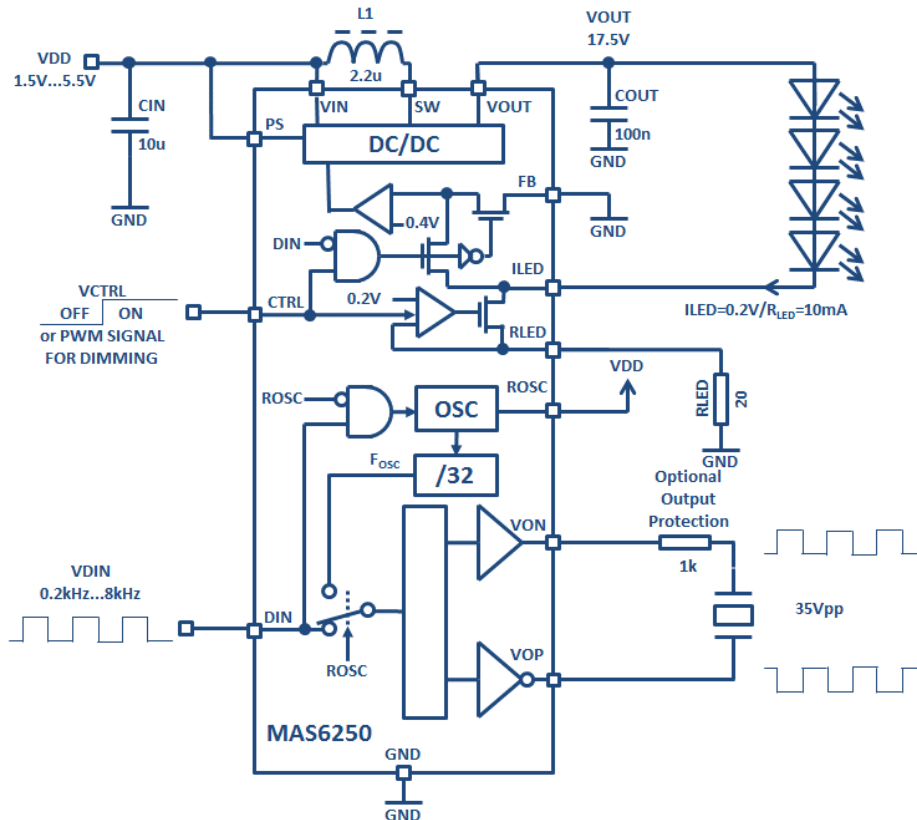 L1
VOUT
17.5V
VDD
1.5V...5.5V
2.2u
CIN
10u
GND
VIN
SW
VOUT
COUT
100n
GND
PS
DC/DC
FB
GND
0.4V
DIN
ILED
VCTRL
OFF
ON
or PWM SIGNAL
FOR DIMMING
CTRL
0.2V
RLED
ILED=0.2V/RLED=10mA
VDD
ROSC
OSC
ROSC
RLED
20
GND
FOSC
/32
Optional
Output
Protection
VON
1k
VDIN
0.2kHz...8kHz
DIN
ROSC
35Vpp
VOP
MAS6250
GND
GND